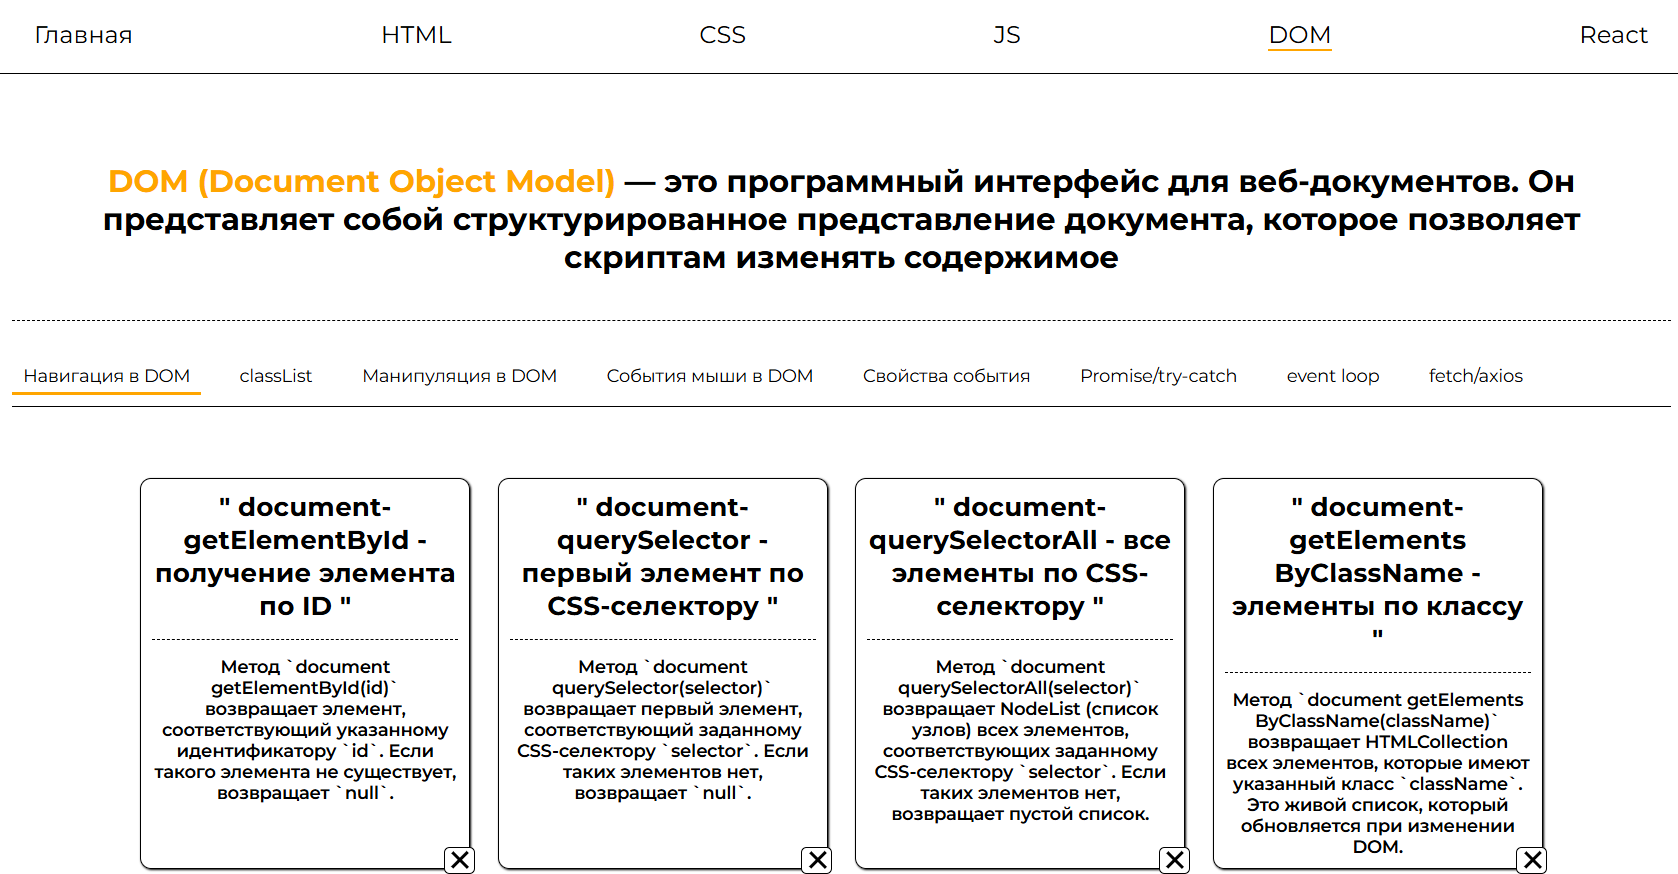 Главная HTML CSS JS DOM React
DOM (Document Object Model) — это программный интерфейс для веб-документов. Он
представляет собой структурированное представление документа, которое позволяет
скриптам изменять содержимое
Навигация в DOM classList Манипуляция в DOM События мыши в DOM Свойства события Promise/try-catch event loop fetch/axios
" document-
getElementById -
получение элемента
по ID "
Метод `document
getElementById(id)`
возвращает элемент,
соответствующий указанному
идентификатору `id`. Если
такого элемента не существует,
возвращает `null`.
" document-
querySelector -
первый элемент по
CSS-селектору "
Метод `document
querySelector(selector)`
возвращает первый элемент,
соответствующий заданному
CSS-селектору `selector`. Если
таких элементов нет,
возвращает `null`.
" document-
querySelectorAll - все
элементы по CSS-
селектору "
Метод `document
querySelectorAll(selector)`
возвращает NodeList (список
узлов) всех элементов,
соответствующих заданному
CSS-селектору `selector`. Если
таких элементов нет,
возвращает пустой список.
" document-
getElements
ByClassName -
элементы по классу
"
Метод `document getElements
ByClassName(className)`
возвращает HTMLCollection
всех элементов, которые имеют
указанный класс `className`.
Это живой список, который
обновляется при изменении
DOM.